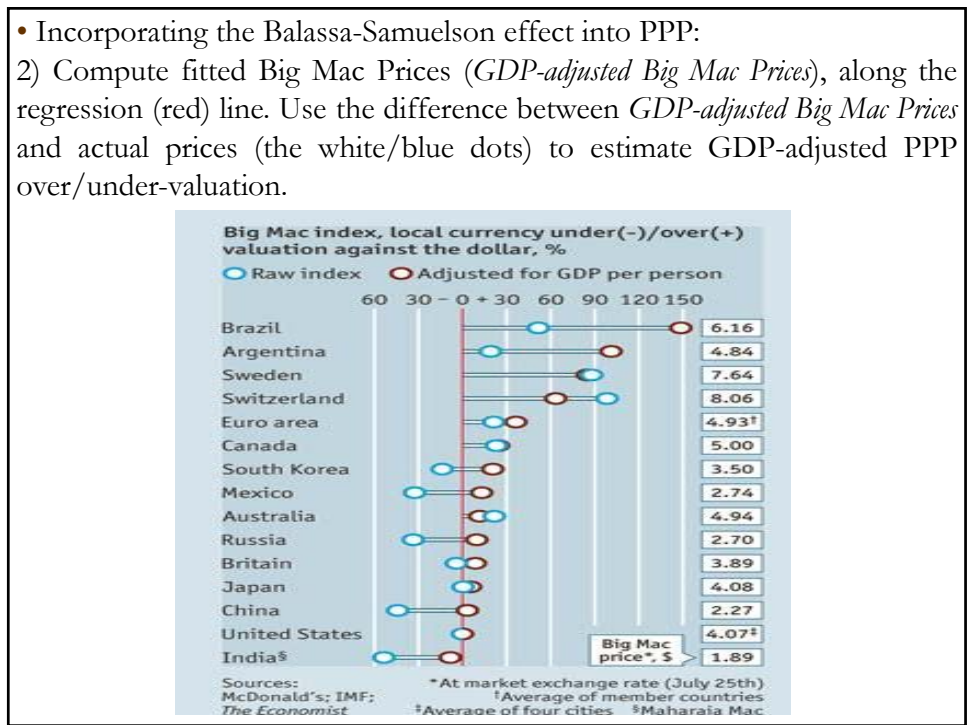 • Incorporating the Balassa-Samuelson effect into PPP:
2) Compute fitted Big Mac Prices (GDP-adjusted Big Mac Prices), along the
regression (red) line. Use the difference between GDP-adjusted Big Mac Prices
and actual prices (the white/blue dots) to estimate GDP-adjusted PPP
over/under-valuation.
Big Mac index, local currency under(-)/over(+)
valuation against the dollar, %
Raw index Adjusted for GDP per person
60 30 – 0 + 30 60 90 120 150
Brazil 6.16
Argentina 4.84
Sweden 7.64
Switzerland 8.06
Euro area 4.93†
Canada 5.00
South Korea 3.50
Mexico 2.74
Australia 4.94
Russia 2.70
Britain 3.89
Japan 4.08
China 2.27
United States 4.07‡
India§ Big Mac price*, $ 1.89
Sources: *At market exchange rate (July 25th)
McDonald's; IMF; †Average of member countries
The Economist ‡Average of four cities §Maharaja Mac